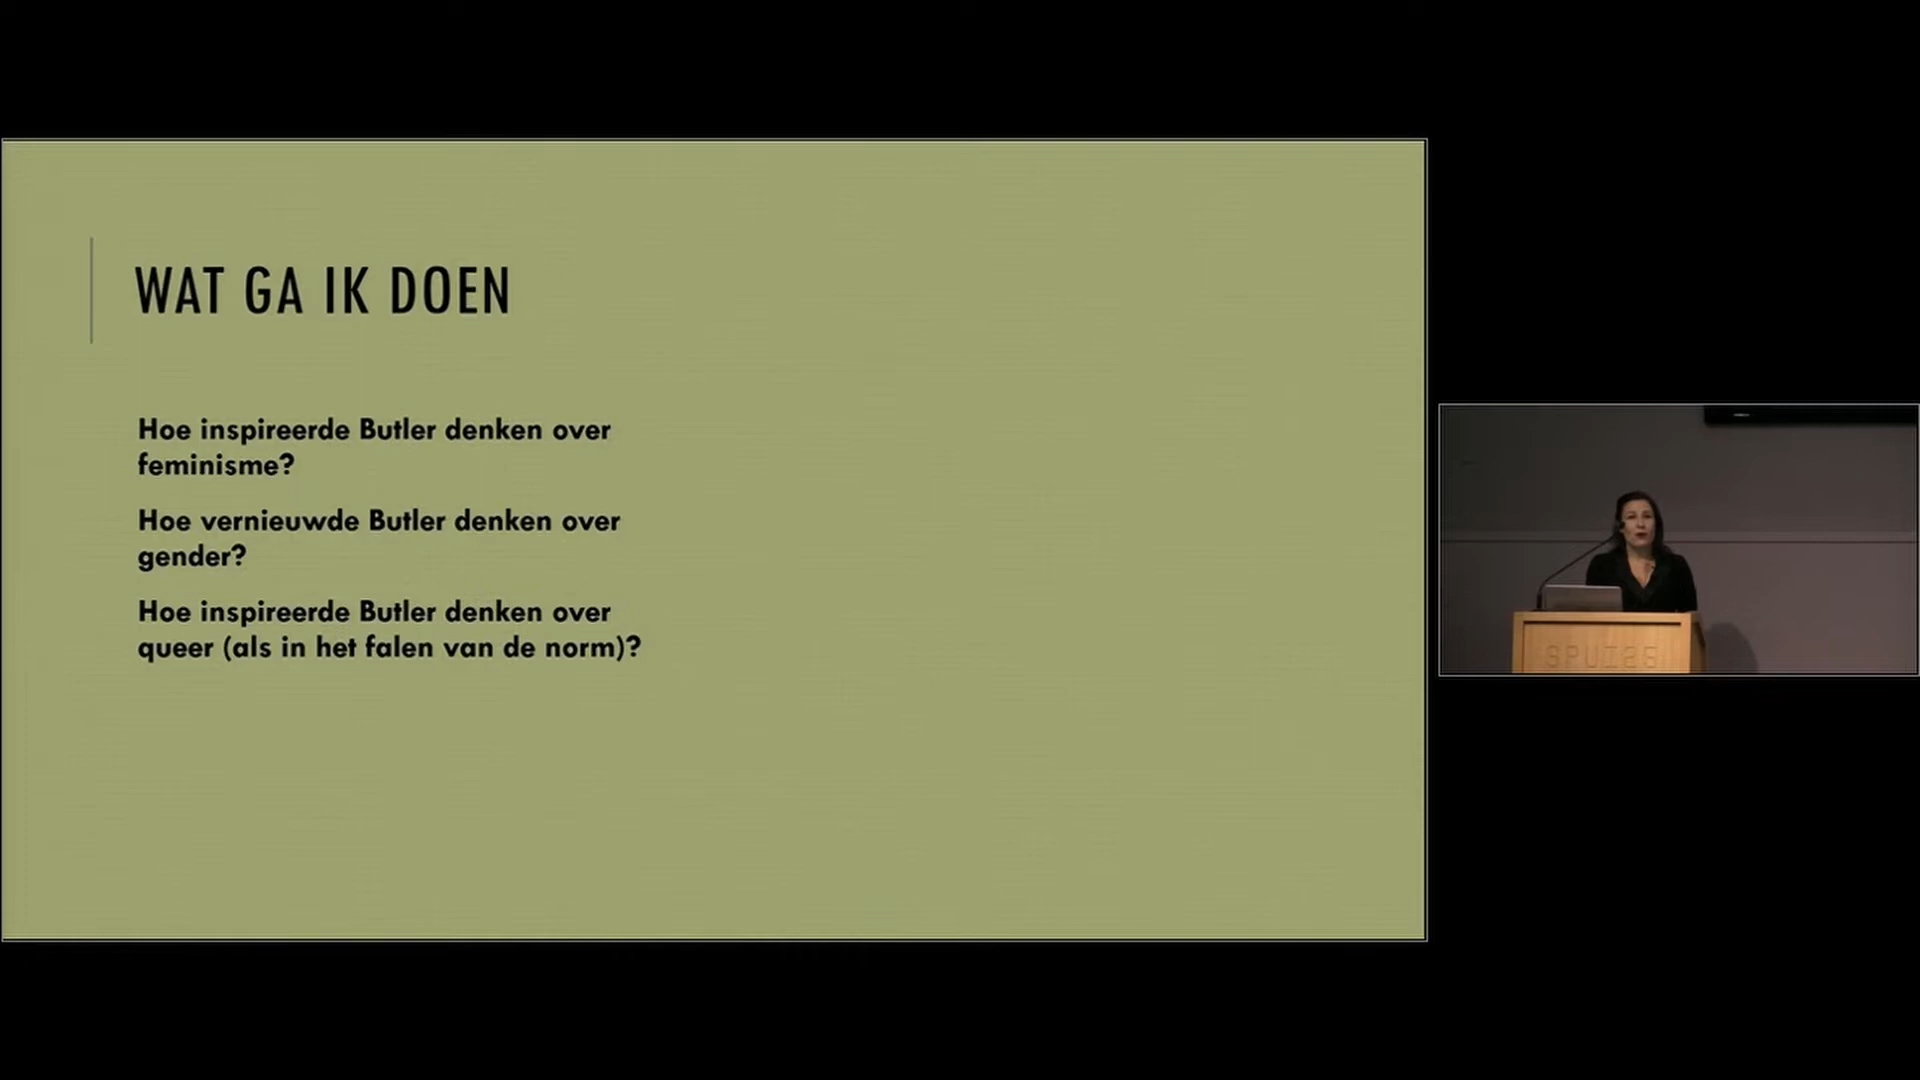 WAT GA IK DOEN
Hoe inspireerde Butler denken over
feminisme?
Hoe vernieuwde Butler denken over
gender?
Hoe inspireerde Butler denken over
queer (als in het falen van de norm)?
SPUI25